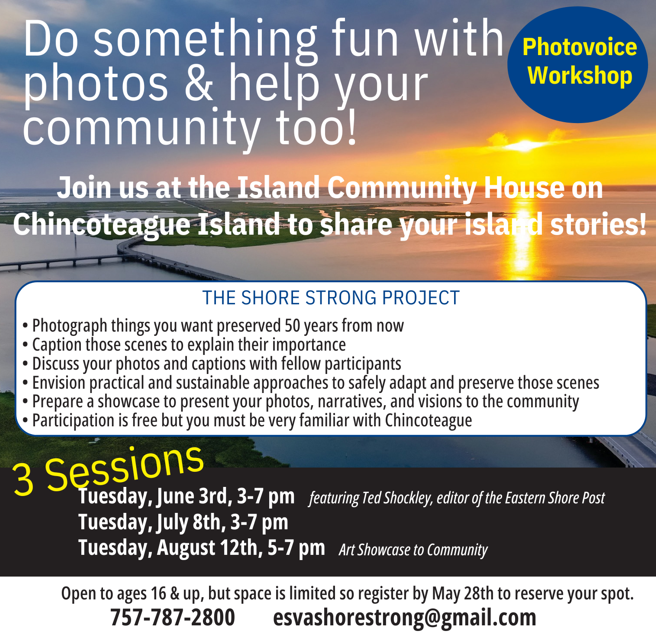 Do something fun with
photos & help your
community too!
Photovoice
Workshop
Join us at the Island Community House on
Chincoteague Island to share your island stories!
THE SHORE STRONG PROJECT
• Photograph things you want preserved 50 years from now
• Caption those scenes to explain their importance
• Discuss your photos and captions with fellow participants
• Envision practical and sustainable approaches to safely adapt and preserve those scenes
• Prepare a showcase to present your photos, narratives, and visions to the community
• Participation is free but you must be very familiar with Chincoteague
3 Sessions
Tuesday, June 3rd, 3-7 pm featuring Ted Shockley, editor of the Eastern Shore Post
Tuesday, July 8th, 3-7 pm
Tuesday, August 12th, 5-7 pm Art Showcase to Community
Open to ages 16 & up, but space is limited so register by May 28th to reserve your spot.
757-787-2800 esvashorestrong@gmail.com